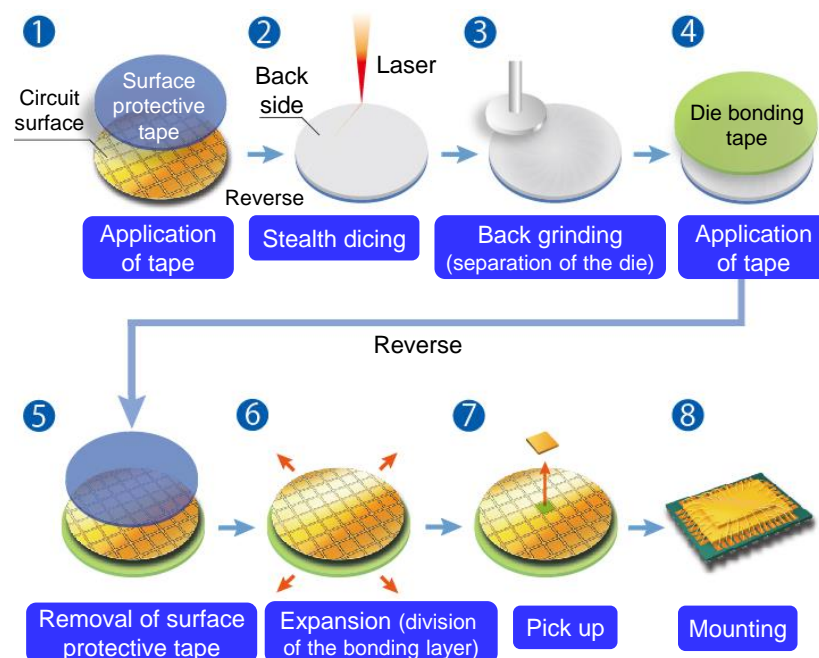 1
2
3
4
Circuit
surface
Surface
protective
tape
Back
side
Laser
Die bonding
tape
Reverse
Application
of tape
Stealth dicing
Back grinding
(separation of the die)
Application
of tape
Reverse
5
6
7
8
Removal of surface
protective tape
Expansion (division
of the bonding layer)
Pick up
Mounting